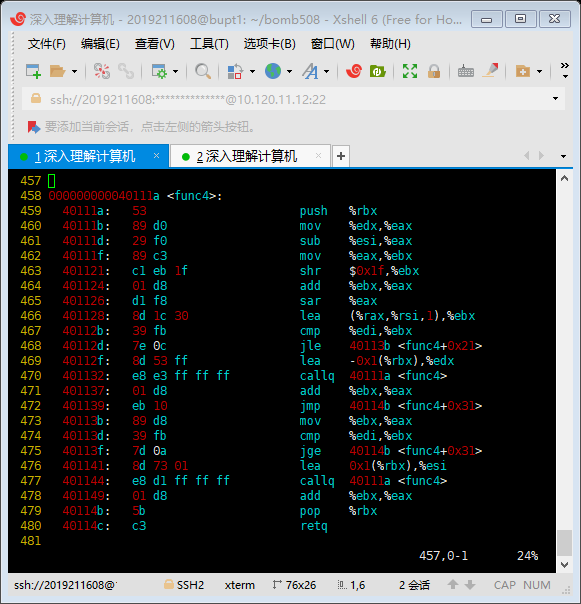 深入理解计算机 - 2019211608@bupt1: ~/bomb508 - Xshell 6 (Free for Ho...
文件(F) 编辑(E) 查看(V) 工具(T) 选项卡(B) 窗口(W) 帮助(H)
ssh://2019211608:**************@10.120.11.12:22
要添加当前会话，点击左侧的箭头按钮。
1 深入理解计算机 × 2 深入理解计算机 × +
457
458 000000000040111a <func4>:
459 40111a: 53 push %rbx
460 40111b: 89 d0 mov %edx,%eax
461 40111d: 29 f0 sub %esi,%eax
462 40111f: 89 c3 mov %eax,%ebx
463 401121: c1 eb 1f shr $0x1f,%ebx
464 401124: 01 d8 add %ebx,%eax
465 401126: d1 f8 sar %eax
466 401128: 8d 1c 30 lea (%rax,%rsi,1),%ebx
467 40112b: 39 fb cmp %edi,%ebx
468 40112d: 7e 0c jle 40113b <func4+0x21>
469 40112f: 8d 53 ff lea -0x1(%rbx),%edx
470 401132: e8 e3 ff ff ff callq 40111a <func4>
471 401137: 01 d8 add %ebx,%eax
472 401139: eb 10 jmp 40114b <func4+0x31>
473 40113b: 89 d8 mov %ebx,%eax
474 40113d: 39 fb cmp %edi,%ebx
475 40113f: 7d 0a jge 40114b <func4+0x31>
476 401141: 8d 73 01 lea 0x1(%rbx),%esi
477 401144: e8 d1 ff ff ff callq 40111a <func4>
478 401149: 01 d8 add %ebx,%eax
479 40114b: 5b pop %rbx
480 40114c: c3 retq
481
457,0-1 24%
ssh://2019211608@ SSH2 xterm 76x26 1,6 2 会话 CAP NUM